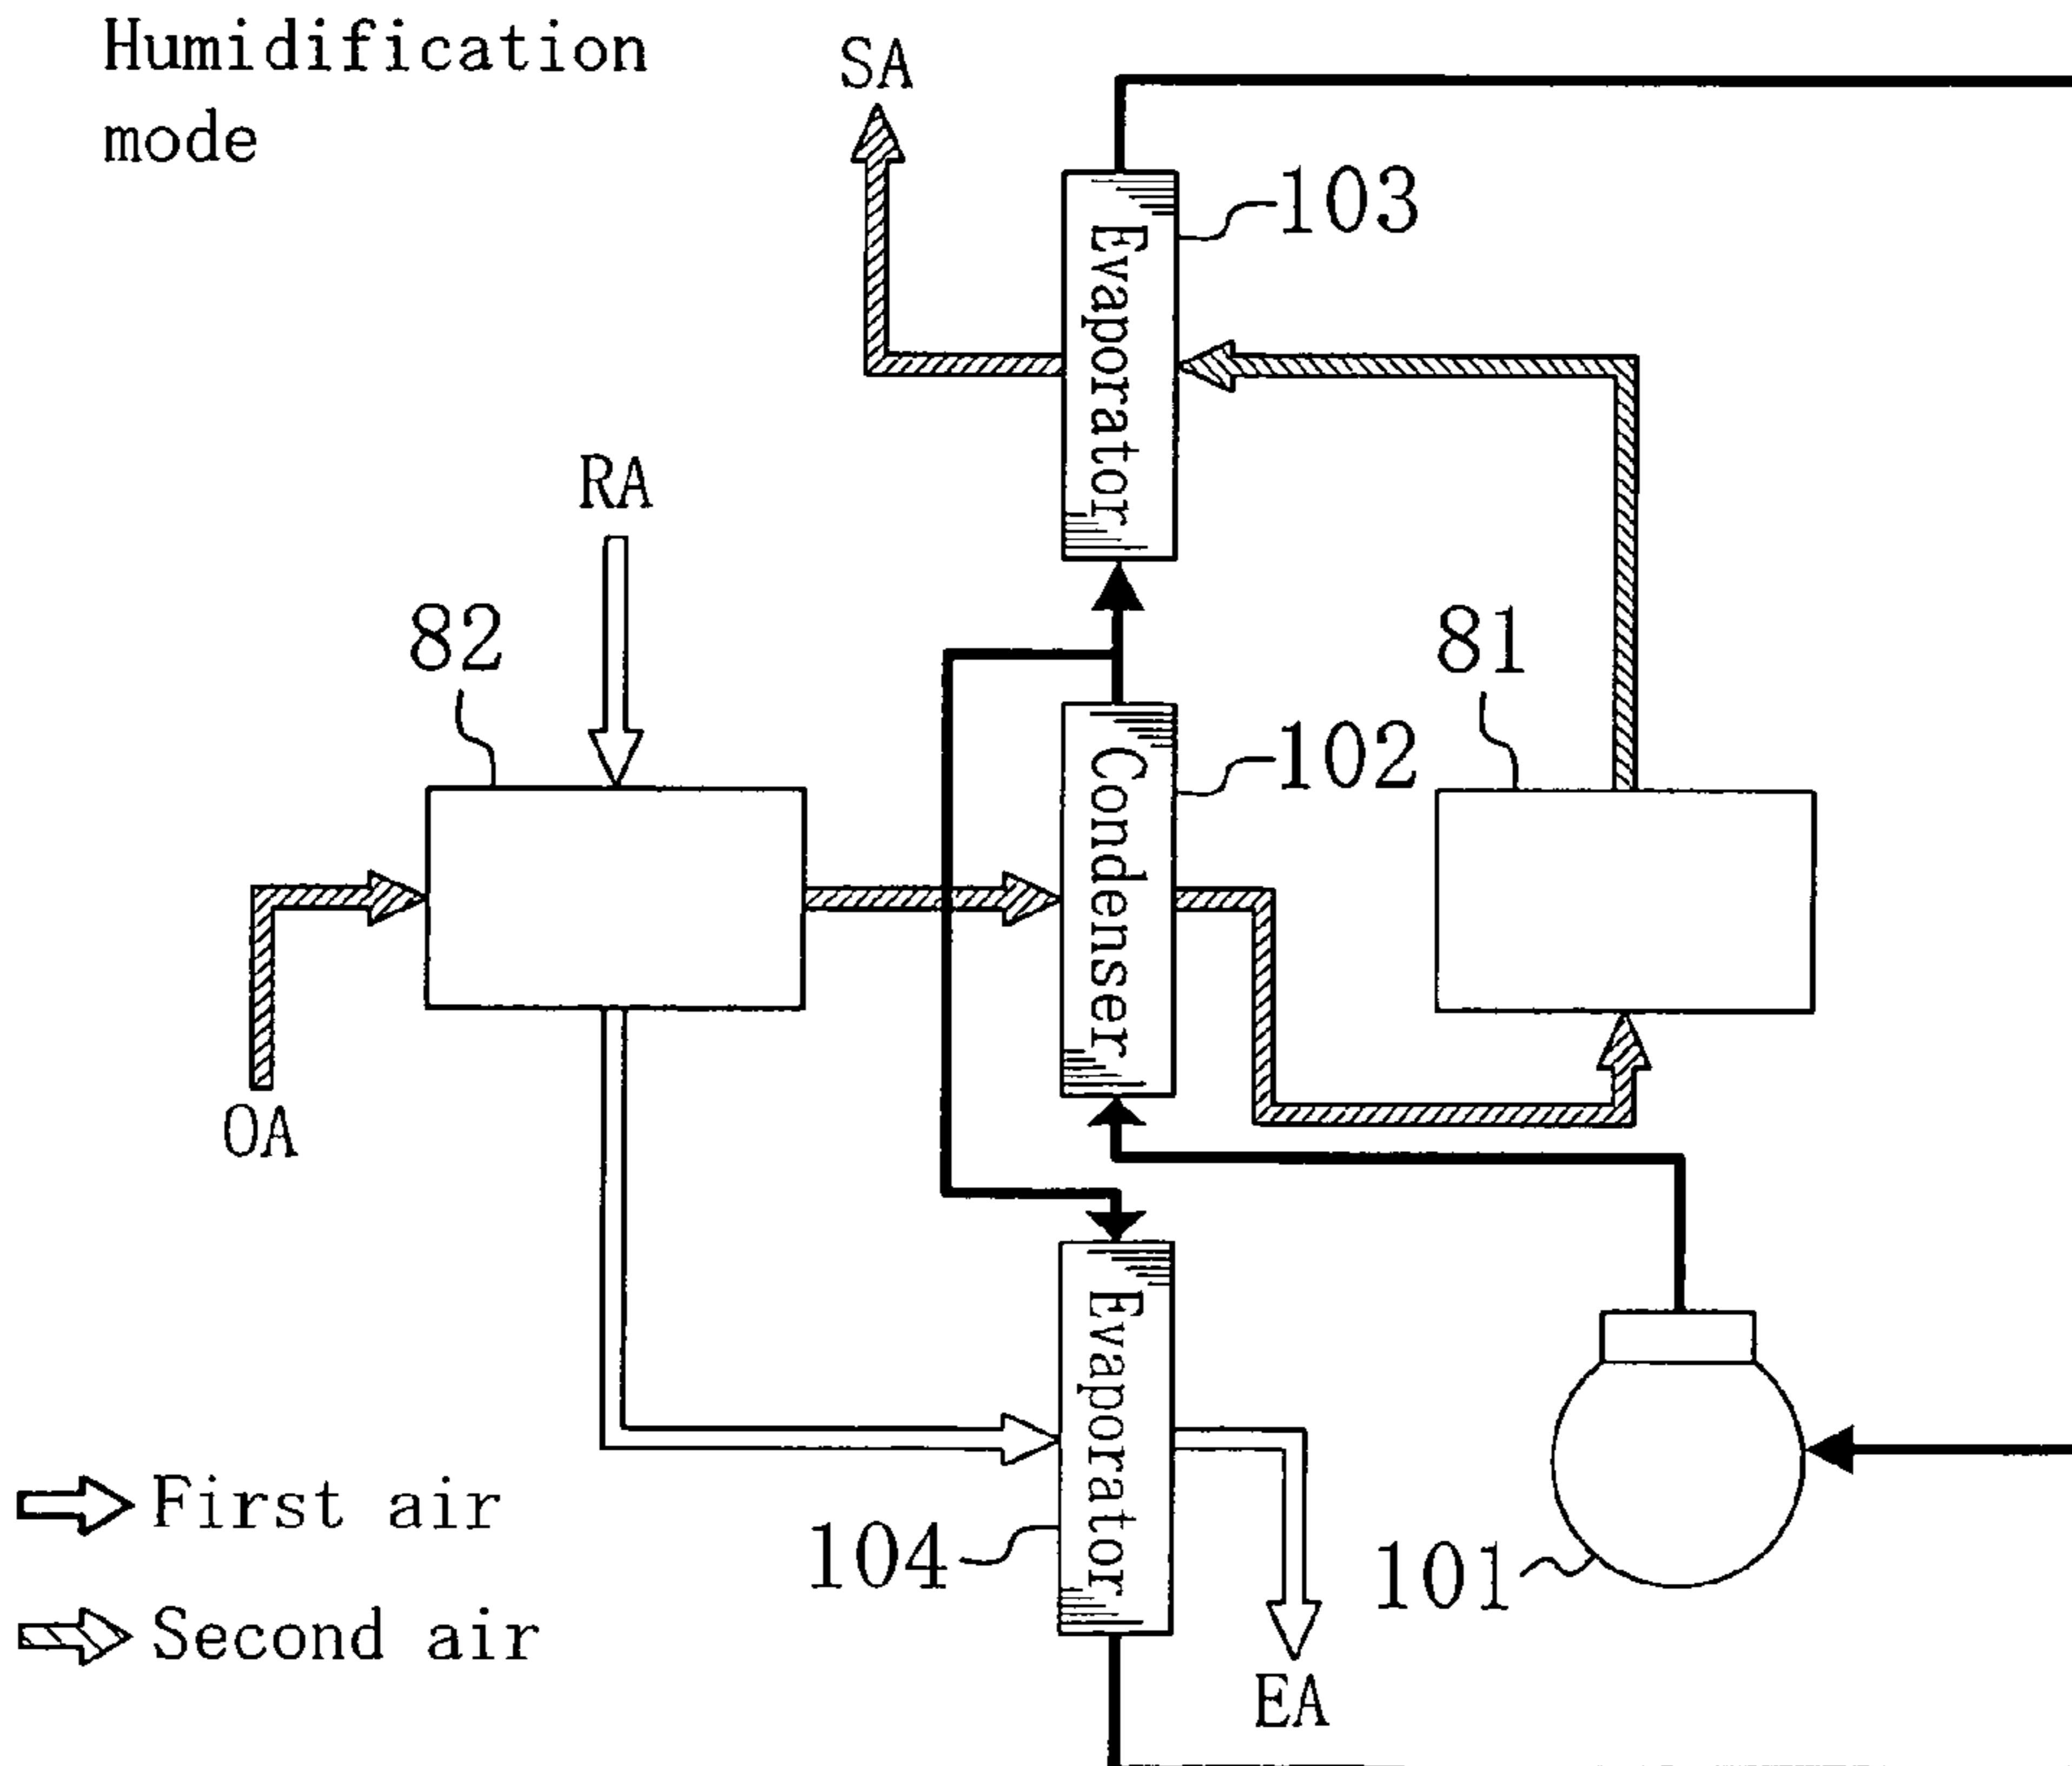 Humidification
mode
SA
103
Evaporator
RA
82
81
102
Condenser
OA
Evaporator
First air
104
101
Second air
EA